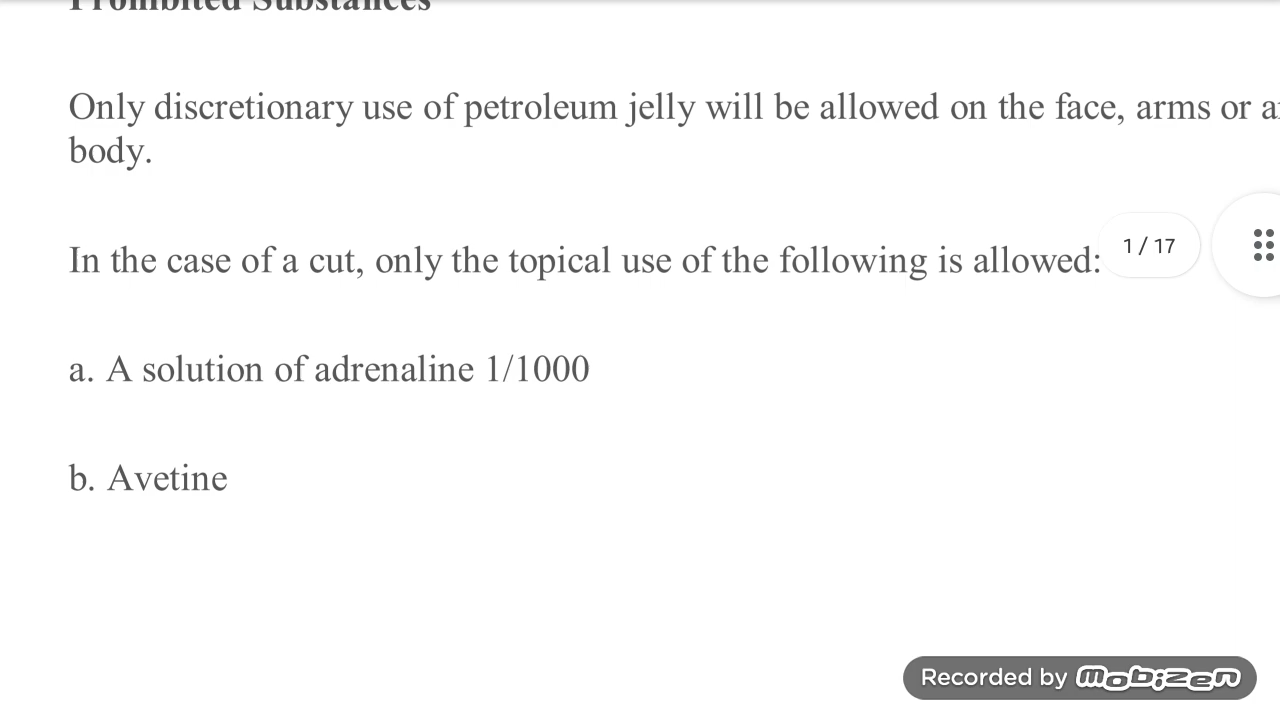 Prohibited Substances
Only discretionary use of petroleum jelly will be allowed on the face, arms or
body.
In the case of a cut, only the topical use of the following is allowed:
1 / 17
a. A solution of adrenaline 1/1000
b. Avetine
Recorded by mobizen